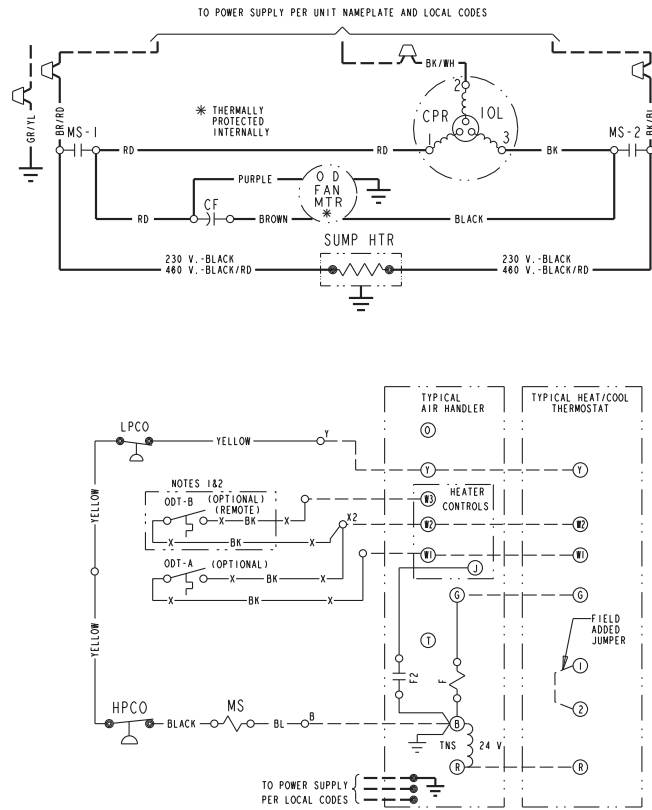 TO POWER SUPPLY PER UNIT NAMEPLATE AND LOCAL CODES
BK/WH
GR/YL
BR/RD
MS-1
* THERMALLY
PROTECTED
INTERNALLY
2
CPR
IOL
1
3
MS-2
BK/BL
RD
RD
BK
PURPLE
O D
FAN
MTR
*
CF
RD
BROWN
BLACK
SUMP HTR
230 V.-BLACK
460 V.-BLACK/RD
230 V.-BLACK
460 V.-BLACK/RD
TYPICAL
AIR HANDLER
TYPICAL HEAT/COOL
THERMOSTAT
LPCO
O
YELLOW
Y
Y
Y
NOTES 1&2
ODT-B
(OPTIONAL)
(REMOTE)
X
BK
X
X
BK
X
X2
W3
HEATER
CONTROLS
W2
W2
YELLOW
ODT-A
(OPTIONAL)
X
BK
X
X
BK
X
W1
W1
J
G
G
YELLOW
T
FIELD
ADDED
JUMPER
F2
F
1
2
HPCO
BLACK
MS
BL
B
B
TNS
24 V
R
R
TO POWER SUPPLY
PER LOCAL CODES